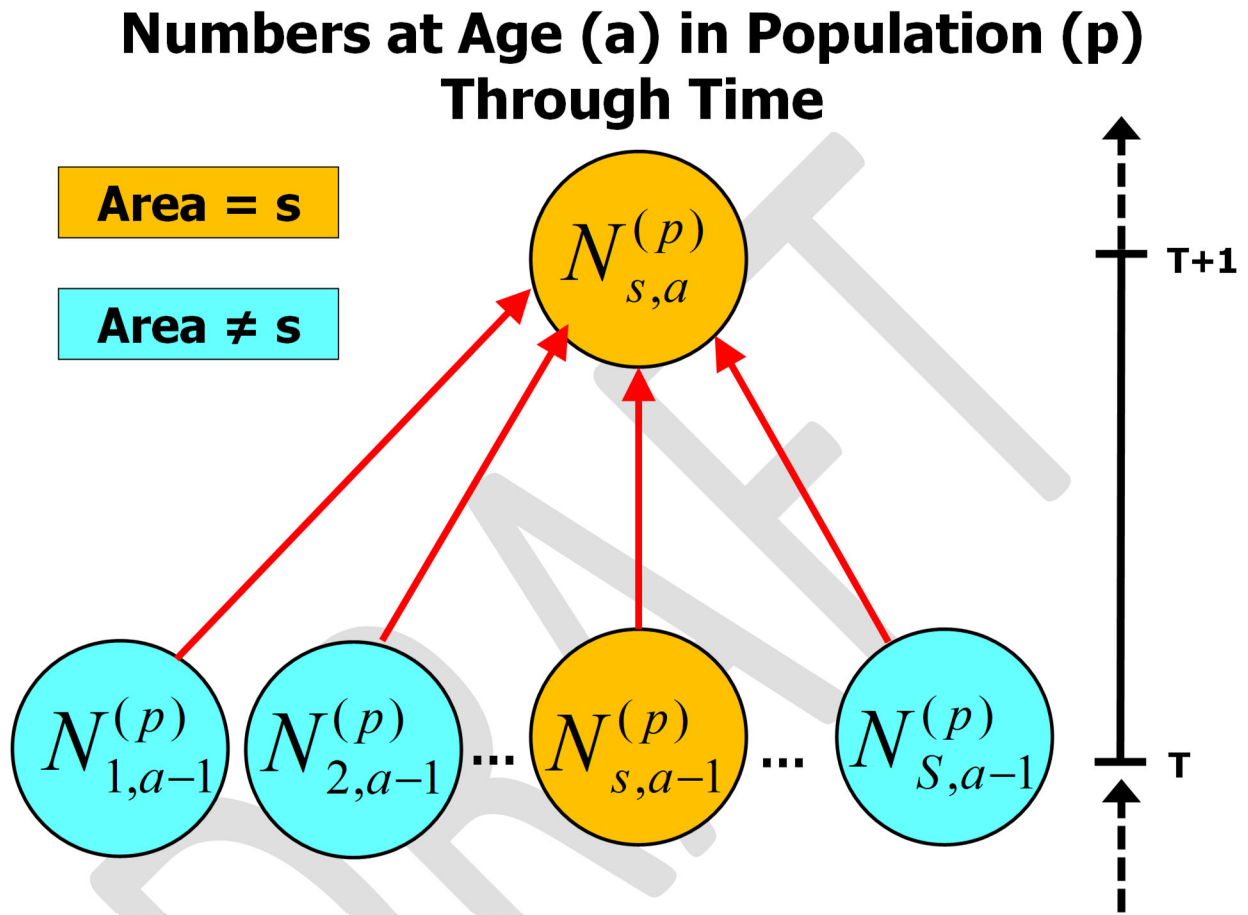 Numbers at Age (a) in Population (p)
Through Time
Area = s
Area ≠ s
N_{s,a}^{(p)}
T+1
N_{1,a−1}^{(p)} N_{2,a−1}^{(p)} ... N_{s,a−1}^{(p)} ... N_{S,a−1}^{(p)}
T
DRAFT